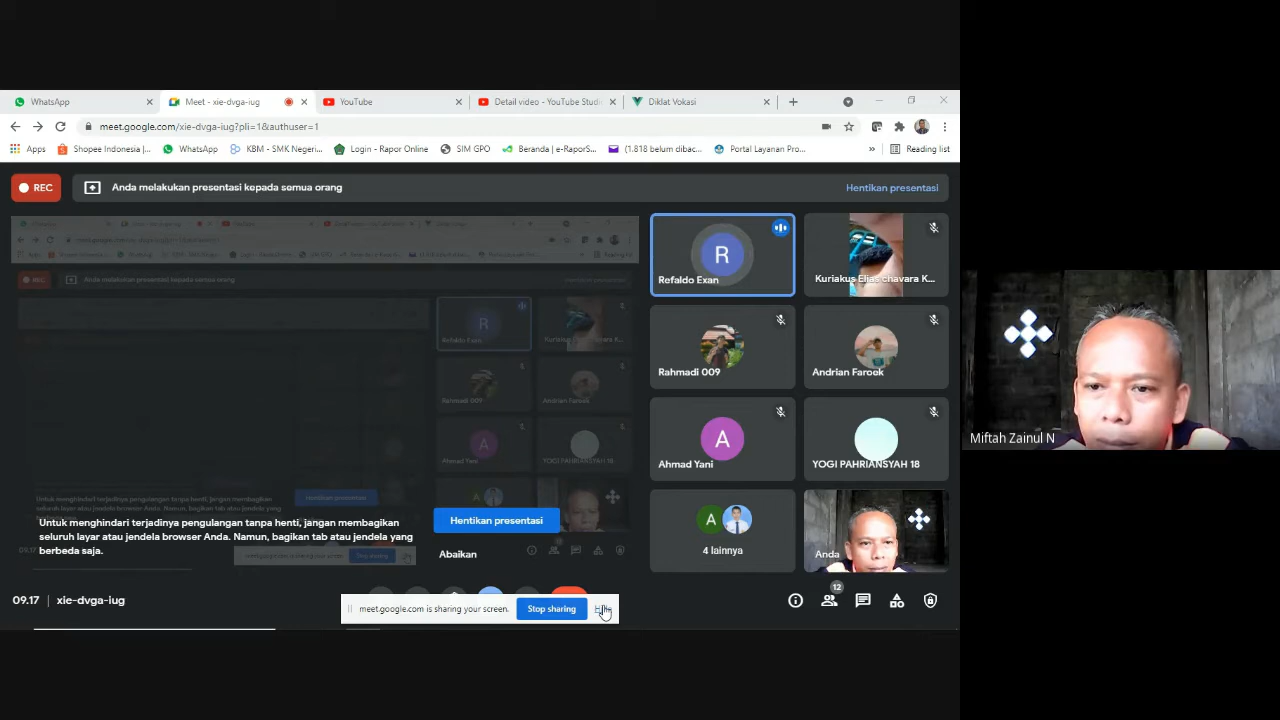 WhatsApp
Meet - xie-dvga-iug
YouTube
Detail video - YouTube Studi
Diklat Vokasi
meet.google.com/xie-dvga-iug?pli=1&authuser=1
Apps
Shopee Indonesia |...
WhatsApp
KBM - SMK Negeri...
Login - Rapor Online
SIM GPO
Beranda | e-RaporS...
(1.818 belum dibac...
Portal Layanan Pro...
»
Reading list
REC
Anda melakukan presentasi kepada semua orang
Hentikan presentasi
R
Refaldo Exan
Kuriakus Elias chavara K...
Rahmadi 009
Andrian Faroek
A
Ahmad Yani
YOGI PAHRIANSYAH 18
A
4 lainnya
Anda
Miftah Zainul N
Untuk menghindari terjadinya pengulangan tanpa henti, jangan membagikan
seluruh layar atau jendela browser Anda. Namun, bagikan tab atau jendela yang
berbeda saja.
Hentikan presentasi
Abaikan
09.17 | xie-dvga-iug
meet.google.com is sharing your screen.
Stop sharing
12